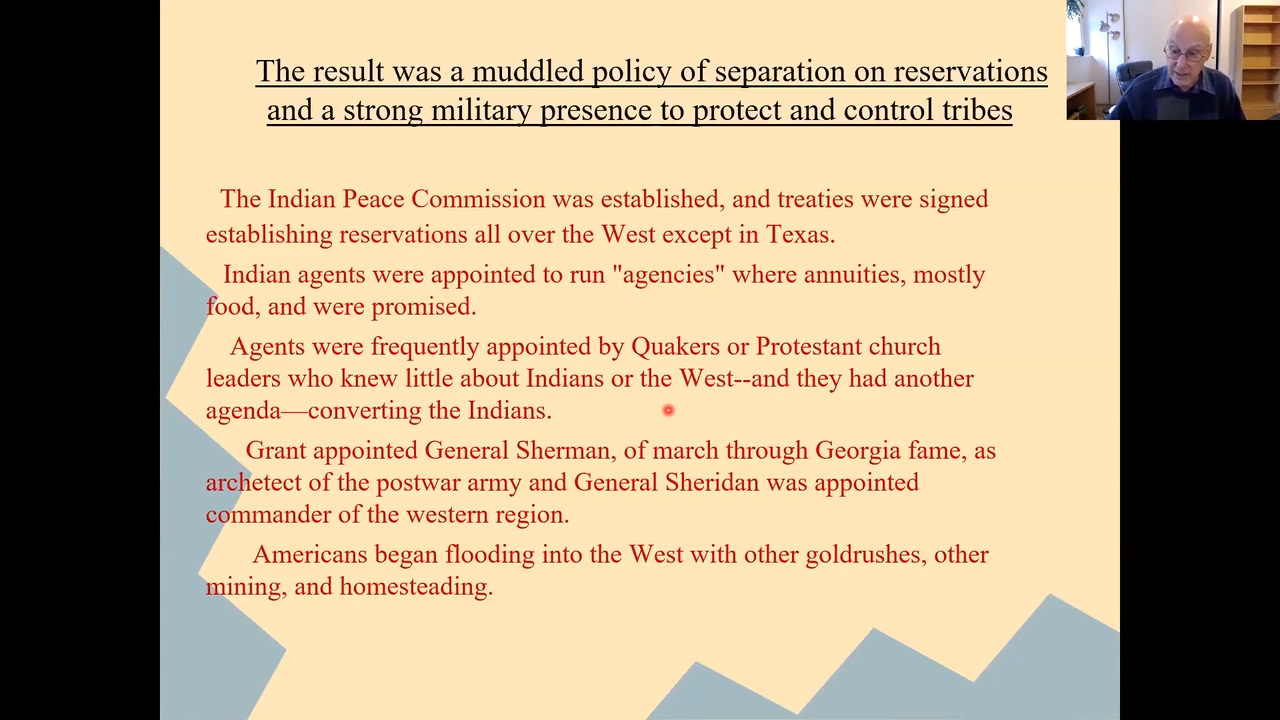 The result was a muddled policy of separation on reservations
and a strong military presence to protect and control tribes
The Indian Peace Commission was established, and treaties were signed
establishing reservations all over the West except in Texas.
Indian agents were appointed to run "agencies" where annuities, mostly
food, and were promised.
Agents were frequently appointed by Quakers or Protestant church
leaders who knew little about Indians or the West--and they had another
agenda—converting the Indians.
Grant appointed General Sherman, of march through Georgia fame, as
archetect of the postwar army and General Sheridan was appointed
commander of the western region.
Americans began flooding into the West with other goldrushes, other
mining, and homesteading.